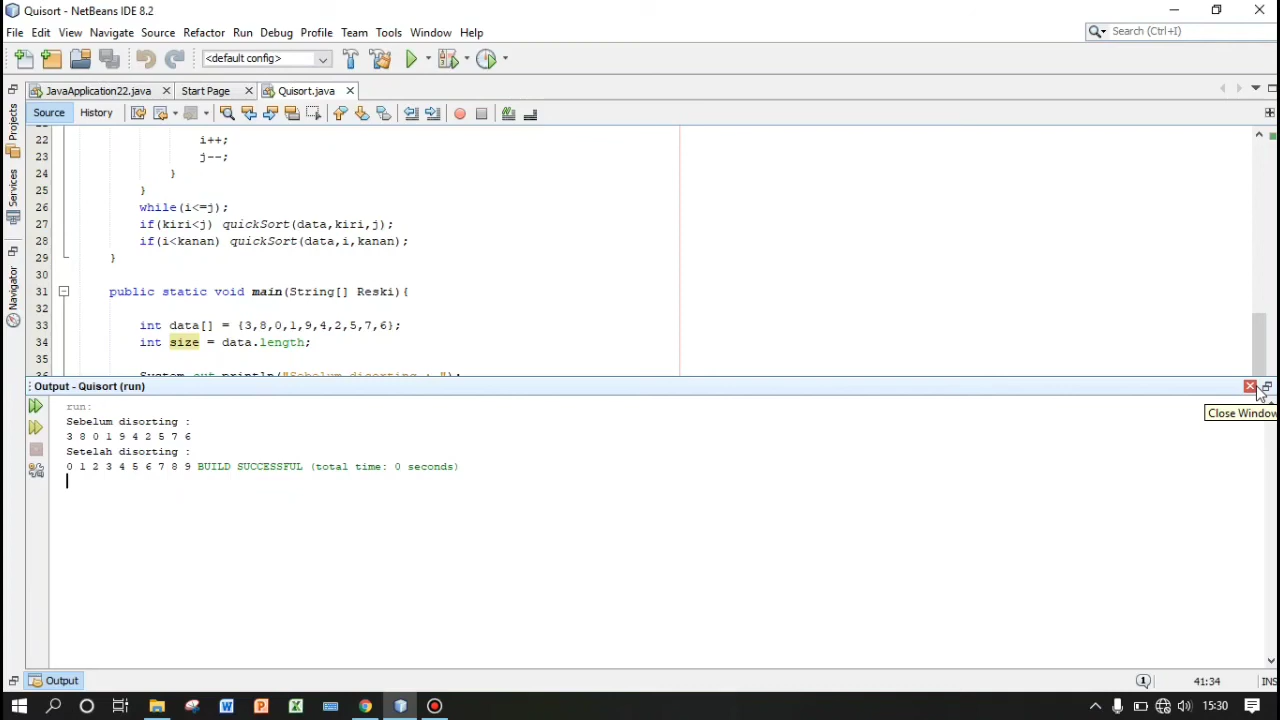 Quisort - NetBeans IDE 8.2
File Edit View Navigate Source Refactor Run Debug Profile Team Tools Window Help
Search (Ctrl+I)
<default config>
JavaApplication22.java Start Page Quisort.java
Source History
Projects
Services
Navigator
22 i++;
23 j--;
24 }
25 }
26 while(i<=j);
27 if(kiri<j) quickSort(data,kiri,j);
28 if(i<kanan) quickSort(data,i,kanan);
29 }
30
31 public static void main(String[] Reski){
32
33 int data[] = {3,8,0,1,9,4,2,5,7,6};
34 int size = data.length;
35
Output - Quisort (run)
Close Window
run:
Sebelum disorting :
3 8 0 1 9 4 2 5 7 6
Setelah disorting :
0 1 2 3 4 5 6 7 8 9 BUILD SUCCESSFUL (total time: 0 seconds)
Output
41:34
INS
15:30